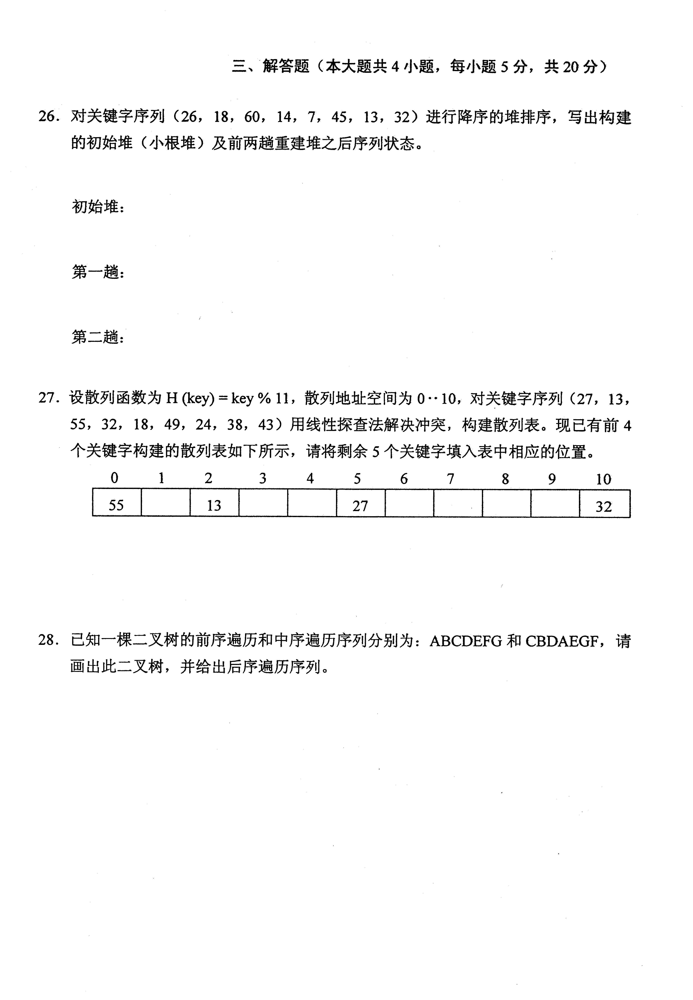 三、解答题（本大题共 4 小题，每小题 5 分，共 20 分）
26．对关键字序列（26，18，60，14，7，45，13，32）进行降序的堆排序，写出构建
的初始堆（小根堆）及前两趟重建堆之后序列状态。
初始堆：
第一趟：
第二趟：
27．设散列函数为 H (key) = key % 11，散列地址空间为 0··10，对关键字序列（27，13，
55，32，18，49，24，38，43）用线性探查法解决冲突，构建散列表。现已有前 4
个关键字构建的散列表如下所示，请将剩余 5 个关键字填入表中相应的位置。
0 1 2 3 4 5 6 7 8 9 10
55 13 27 32
28．已知一棵二叉树的前序遍历和中序遍历序列分别为：ABCDEFG 和 CBDAEGF，请
画出此二叉树，并给出后序遍历序列。